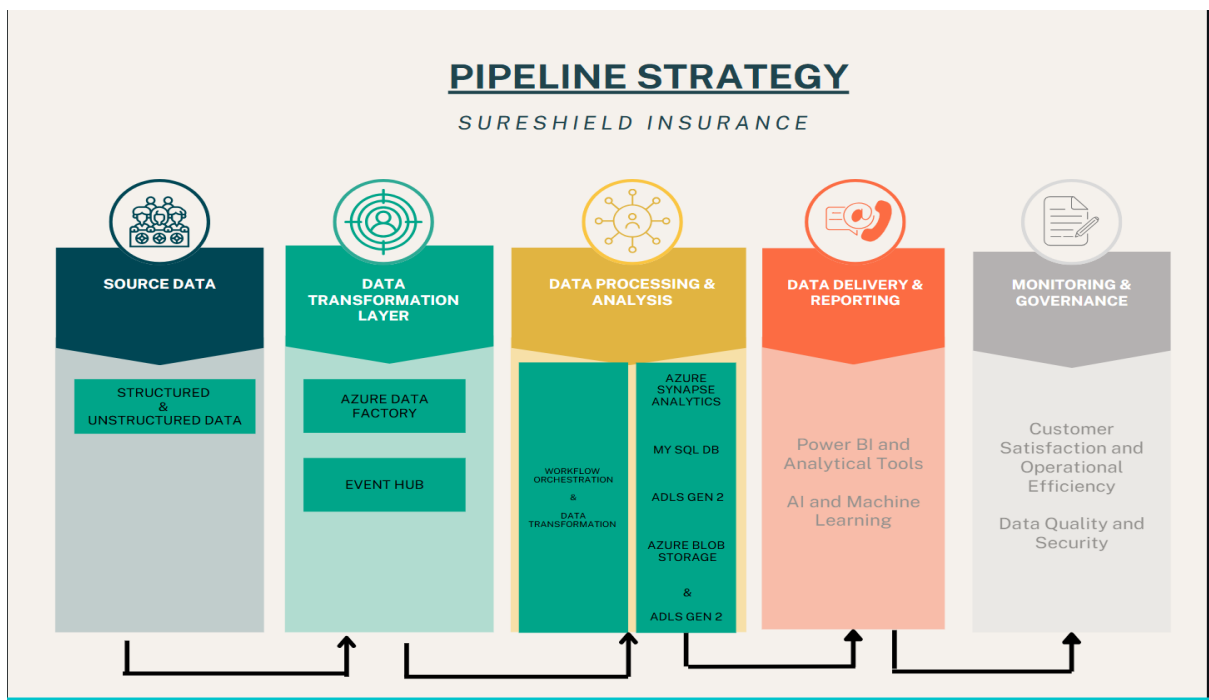 PIPELINE STRATEGY
SURESHIELD INSURANCE
SOURCE DATA
STRUCTURED
&
UNSTRUCTURED DATA
DATA
TRANSFORMATION
LAYER
AZURE DATA
FACTORY
EVENT HUB
DATA PROCESSING &
ANALYSIS
WORKFLOW
ORCHESTRATION
&
DATA
TRANSFORMATION
AZURE
SYNAPSE
ANALYTICS
MY SQL DB
ADLS GEN 2
AZURE BLOB
STORAGE
&
ADLS GEN 2
DATA DELIVERY &
REPORTING
Power BI and
Analytical Tools
AI and Machine
Learning
MONITORING &
GOVERNANCE
Customer
Satisfaction and
Operational
Efficiency
Data Quality and
Security